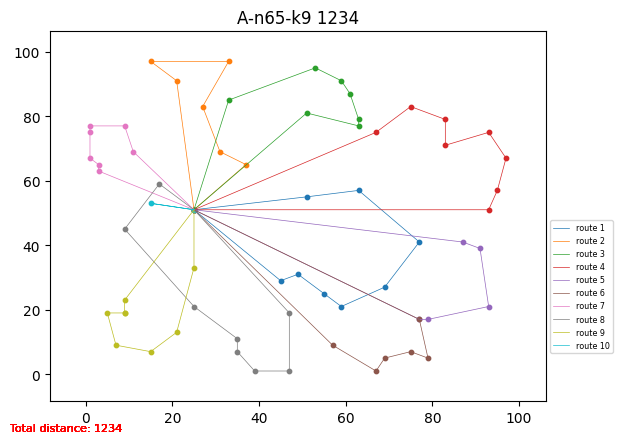 A-n65-k9 1234
100
80
60
40
20
0
0 20 40 60 80 100
route 1
route 2
route 3
route 4
route 5
route 6
route 7
route 8
route 9
route 10
Total distance: 1234